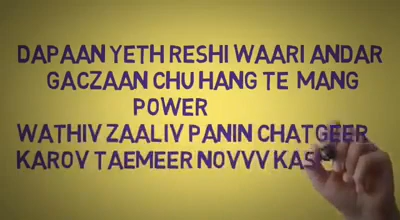 DAPAAN YETH RESHI WAARI ANDAR
GACZAAN CHU HANG TE MANG
POWER
WATHIV ZAALIV PANIN CHATGEER
KAROV TAEMEER NOVVV